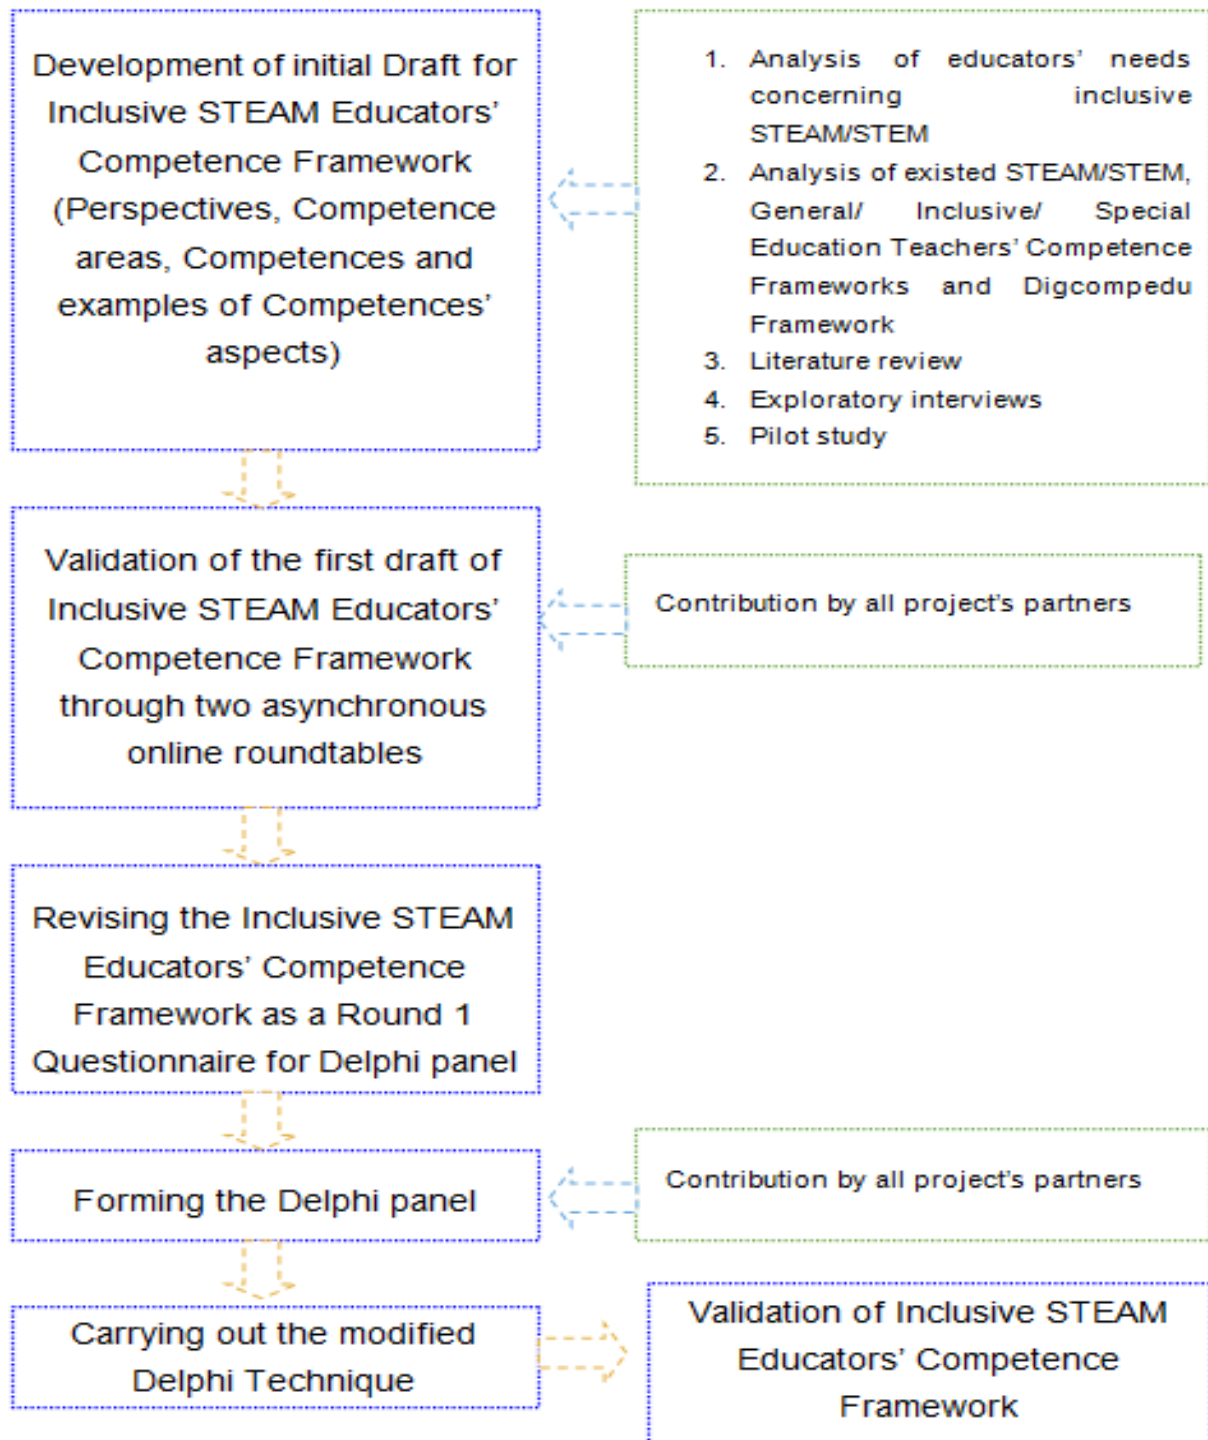 Development of initial Draft for
Inclusive STEAM Educators'
Competence Framework
(Perspectives, Competence
areas, Competences and
examples of Competences'
aspects)
1. Analysis of educators' needs
concerning inclusive
STEAM/STEM
2. Analysis of existed STEAM/STEM,
General/ Inclusive/ Special
Education Teachers' Competence
Frameworks and Digcompedu
Framework
3. Literature review
4. Exploratory interviews
5. Pilot study
Validation of the first draft of
Inclusive STEAM Educators'
Competence Framework
through two asynchronous
online roundtables
Contribution by all project's partners
Revising the Inclusive STEAM
Educators' Competence
Framework as a Round 1
Questionnaire for Delphi panel
Forming the Delphi panel
Contribution by all project's partners
Carrying out the modified
Delphi Technique
Validation of Inclusive STEAM
Educators' Competence
Framework